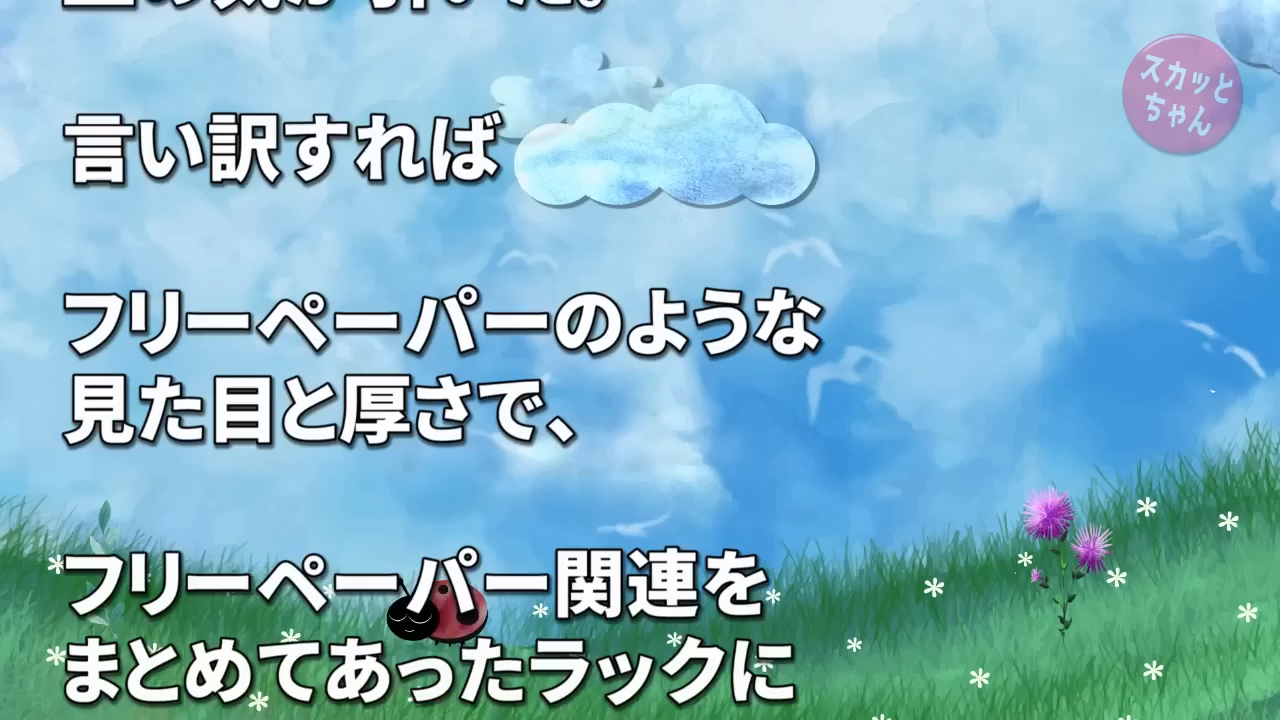 スカッと
ちゃん
言い訳すれば
フリーペーパーのような
見た目と厚さで、
フリーペーパー関連を
まとめてあったラックに